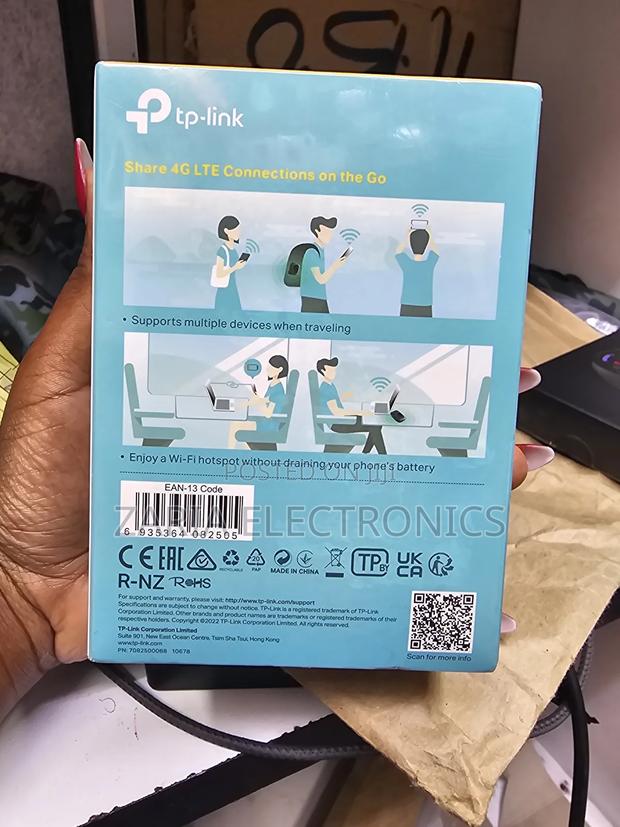 tp-link
Share 4G LTE Connections on the Go
• Supports multiple devices when traveling
• Enjoy a Wi-Fi hotspot without draining your phone's battery
POSTED ON jiji
EAN-13 Code
ZARIA ELECTRONICS
6 935364 082505
CE EAC RECYCLABLE 20 PAP MADE IN CHINA TP BY UK CA
R-NZ RoHS
For support and warranty, please visit: http://www.tp-link.com/support
Specifications are subject to change without notice. TP-Link is a registered trademark of TP-Link
Corporation Limited. Other brands and product names are trademarks or registered trademarks of their
respective holders. Copyright ©2022 TP-Link Corporation Limited. All rights reserved.
TP-Link Corporation Limited
Suite 901, New East Ocean Centre, Tsim Sha Tsui, Hong Kong
www.tp-link.com
PN: 7082500068 10678
Scan for more info